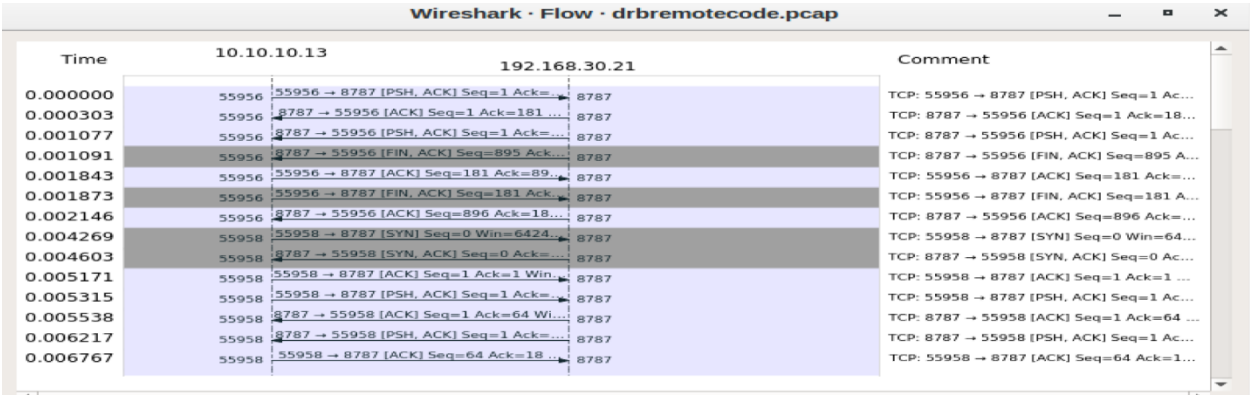 Wireshark · Flow · drbremotecode.pcap
Time 10.10.10.13 192.168.30.21 Comment
0.000000 55956 55956 → 8787 [PSH, ACK] Seq=1 Ack=... 8787 TCP: 55956 → 8787 [PSH, ACK] Seq=1 Ac...
0.000303 55956 8787 → 55956 [ACK] Seq=1 Ack=181 ... 8787 TCP: 8787 → 55956 [ACK] Seq=1 Ack=18...
0.001077 55956 8787 → 55956 [PSH, ACK] Seq=1 Ack=... 8787 TCP: 8787 → 55956 [PSH, ACK] Seq=1 Ac...
0.001091 55956 8787 → 55956 [FIN, ACK] Seq=895 Ack... 8787 TCP: 8787 → 55956 [FIN, ACK] Seq=895 A...
0.001843 55956 55956 → 8787 [ACK] Seq=181 Ack=89... 8787 TCP: 55956 → 8787 [ACK] Seq=181 Ack=...
0.001873 55956 55956 → 8787 [FIN, ACK] Seq=181 Ack... 8787 TCP: 55956 → 8787 [FIN, ACK] Seq=181 A...
0.002146 55956 8787 → 55956 [ACK] Seq=896 Ack=18... 8787 TCP: 8787 → 55956 [ACK] Seq=896 Ack=...
0.004269 55958 55958 → 8787 [SYN] Seq=0 Win=6424... 8787 TCP: 55958 → 8787 [SYN] Seq=0 Win=64...
0.004603 55958 8787 → 55958 [SYN, ACK] Seq=0 Ack=... 8787 TCP: 8787 → 55958 [SYN, ACK] Seq=0 Ac...
0.005171 55958 55958 → 8787 [ACK] Seq=1 Ack=1 Win... 8787 TCP: 55958 → 8787 [ACK] Seq=1 Ack=1 ...
0.005315 55958 55958 → 8787 [PSH, ACK] Seq=1 Ack=... 8787 TCP: 55958 → 8787 [PSH, ACK] Seq=1 Ac...
0.005538 55958 8787 → 55958 [ACK] Seq=1 Ack=64 Wi... 8787 TCP: 8787 → 55958 [ACK] Seq=1 Ack=64 ...
0.006217 55958 8787 → 55958 [PSH, ACK] Seq=1 Ack=... 8787 TCP: 8787 → 55958 [PSH, ACK] Seq=1 Ac...
0.006767 55958 55958 → 8787 [ACK] Seq=64 Ack=18 ... 8787 TCP: 55958 → 8787 [ACK] Seq=64 Ack=1...